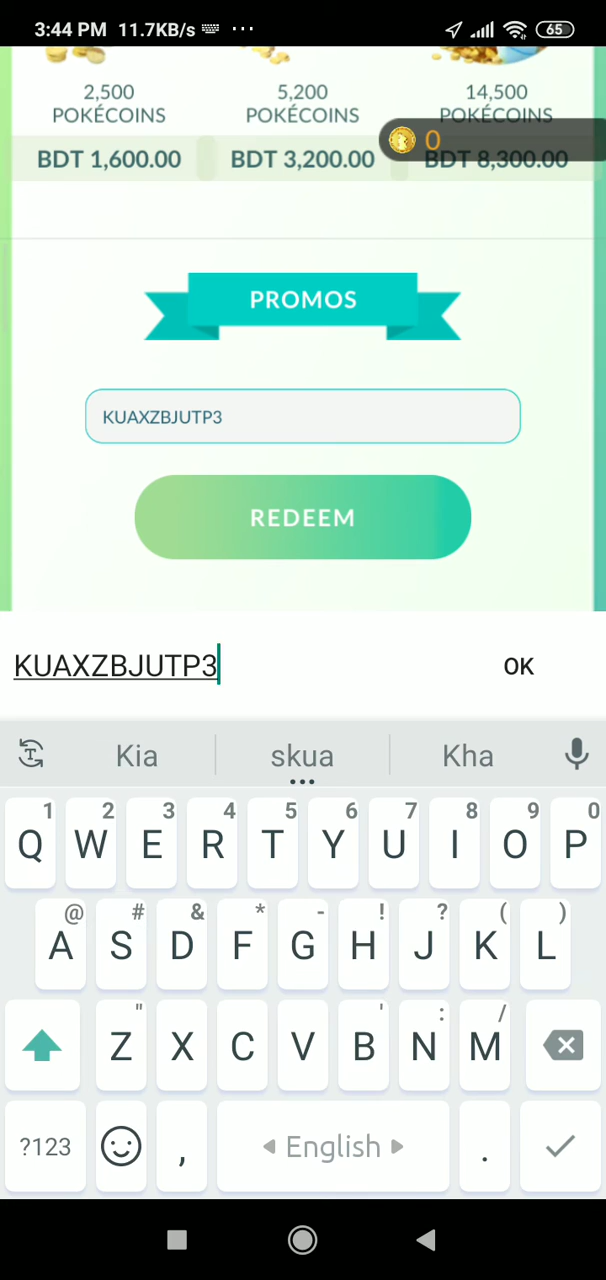 3:44 PM 11.7KB/s ... 65
2,500 5,200 14,500
POKÉCOINS POKÉCOINS POKÉCOINS
0
BDT 1,600.00 BDT 3,200.00 BDT 8,300.00
PROMOS
KUAXZBJUTP3
REDEEM
KUAXZBJUTP3 OK
Kia skua Kha
1 2 3 4 5 6 7 8 9 0
Q W E R T Y U I O P
@ # & * - ! ? ( )
A S D F G H J K L
" ' : /
Z X C V B N M
?123 , English .